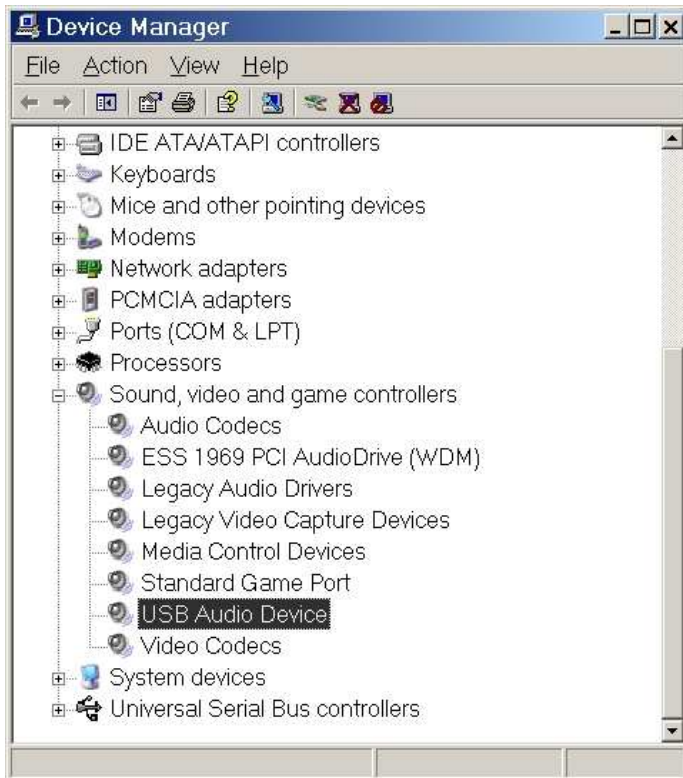 Device Manager
File Action View Help
IDE ATA/ATAPI controllers
Keyboards
Mice and other pointing devices
Modems
Network adapters
PCMCIA adapters
Ports (COM & LPT)
Processors
Sound, video and game controllers
Audio Codecs
ESS 1969 PCI AudioDrive (WDM)
Legacy Audio Drivers
Legacy Video Capture Devices
Media Control Devices
Standard Game Port
USB Audio Device
Video Codecs
System devices
Universal Serial Bus controllers